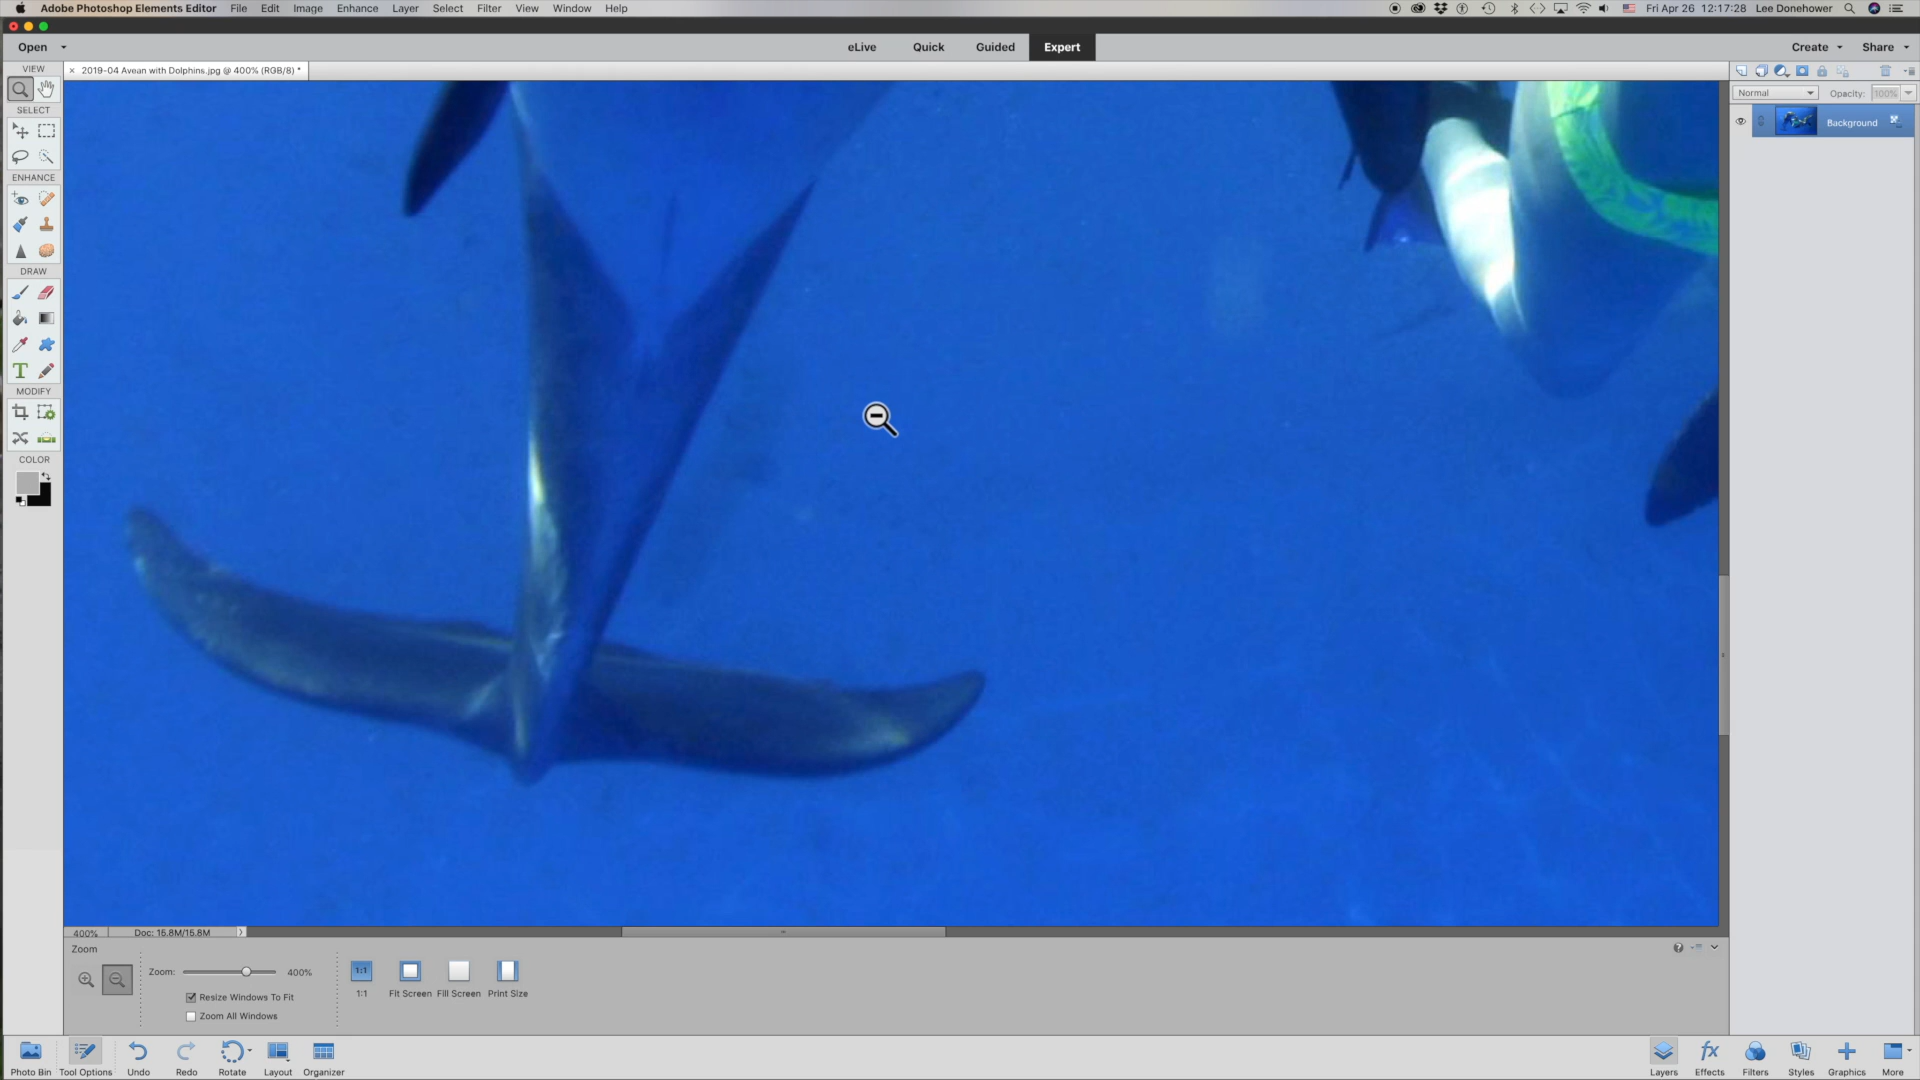 Adobe Photoshop Elements Editor File Edit Image Enhance Layer Select Filter View Window Help Fri Apr 26 12:17:28 Lee Donehower
Open eLive Quick Guided Expert Create Share
VIEW × 2019-04 Avean with Dolphins.jpg @ 400% (RGB/8) *
Normal Opacity: 100%
SELECT
Background
ENHANCE
DRAW
T
MODIFY
COLOR
400% Doc: 15.8M/15.8M
Zoom
Zoom: 400% 1:1
1:1 Fit Screen Fill Screen Print Size
Resize Windows To Fit
Zoom All Windows
fx
Photo Bin Tool Options Undo Redo Rotate Layout Organizer Layers Effects Filters Styles Graphics More